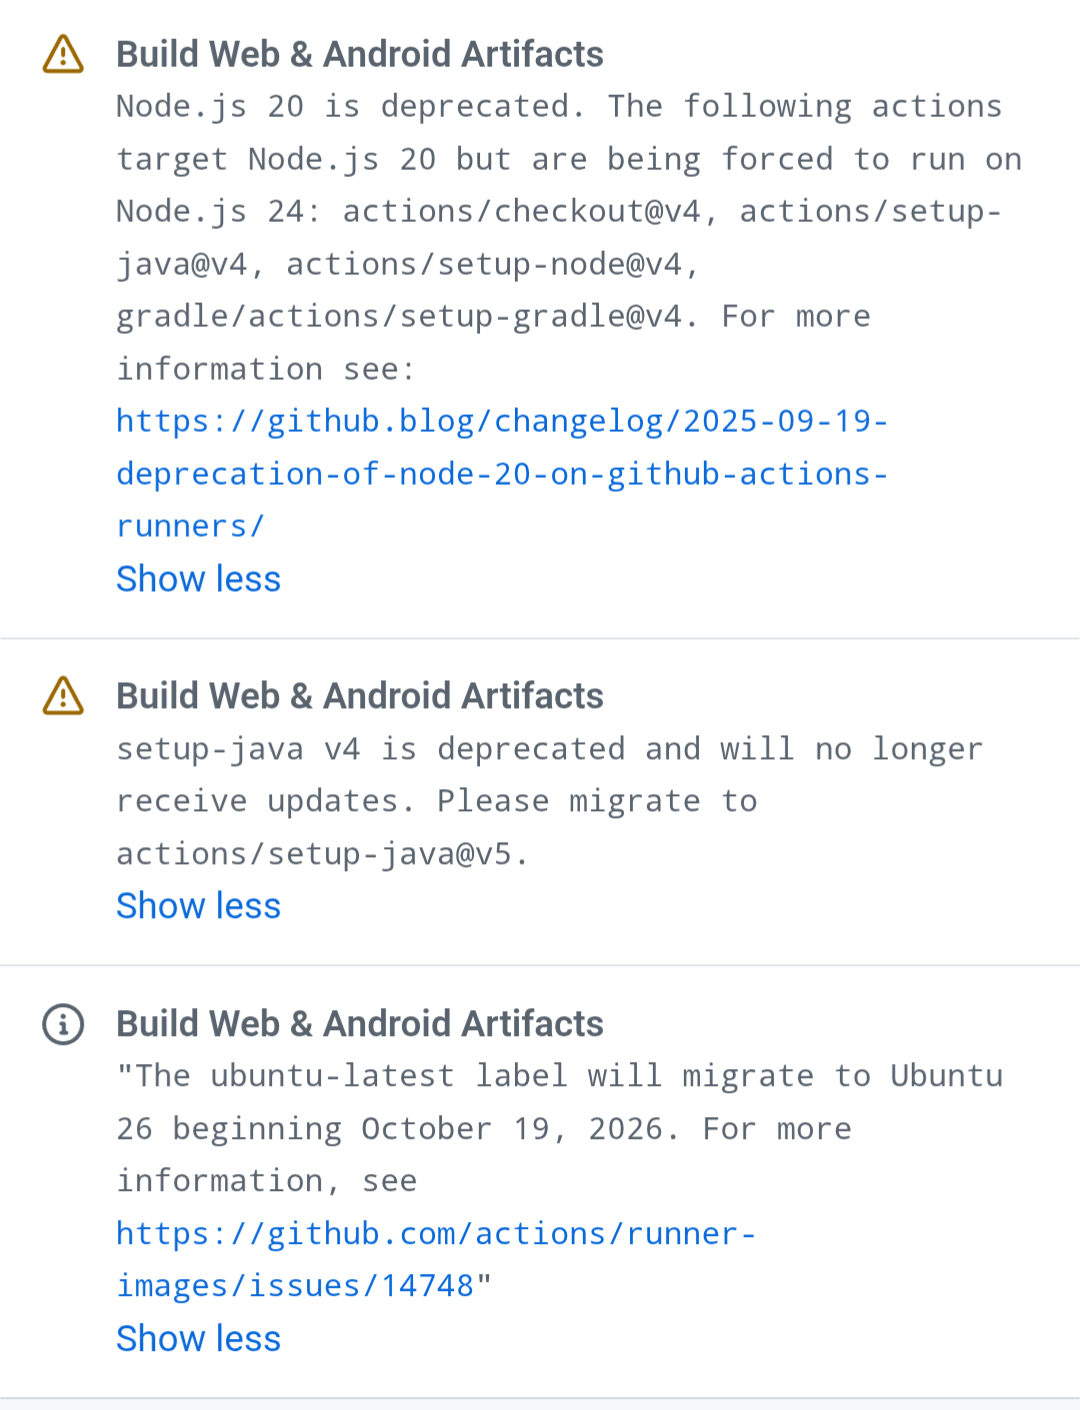 Build Web & Android Artifacts
Node.js 20 is deprecated. The following actions
target Node.js 20 but are being forced to run on
Node.js 24: actions/checkout@v4, actions/setup-
java@v4, actions/setup-node@v4,
gradle/actions/setup-gradle@v4. For more
information see:
https://github.blog/changelog/2025-09-19-
deprecation-of-node-20-on-github-actions-
runners/
Show less
Build Web & Android Artifacts
setup-java v4 is deprecated and will no longer
receive updates. Please migrate to
actions/setup-java@v5.
Show less
Build Web & Android Artifacts
"The ubuntu-latest label will migrate to Ubuntu
26 beginning October 19, 2026. For more
information, see
https://github.com/actions/runner-
images/issues/14748"
Show less